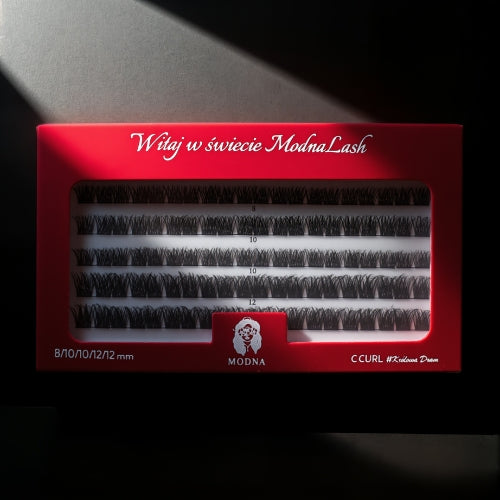 Witaj w świecie ModnaLash
8
10
10
12
MODNA
8/10/10/12/12 mm
C CURL #Królowa Dram